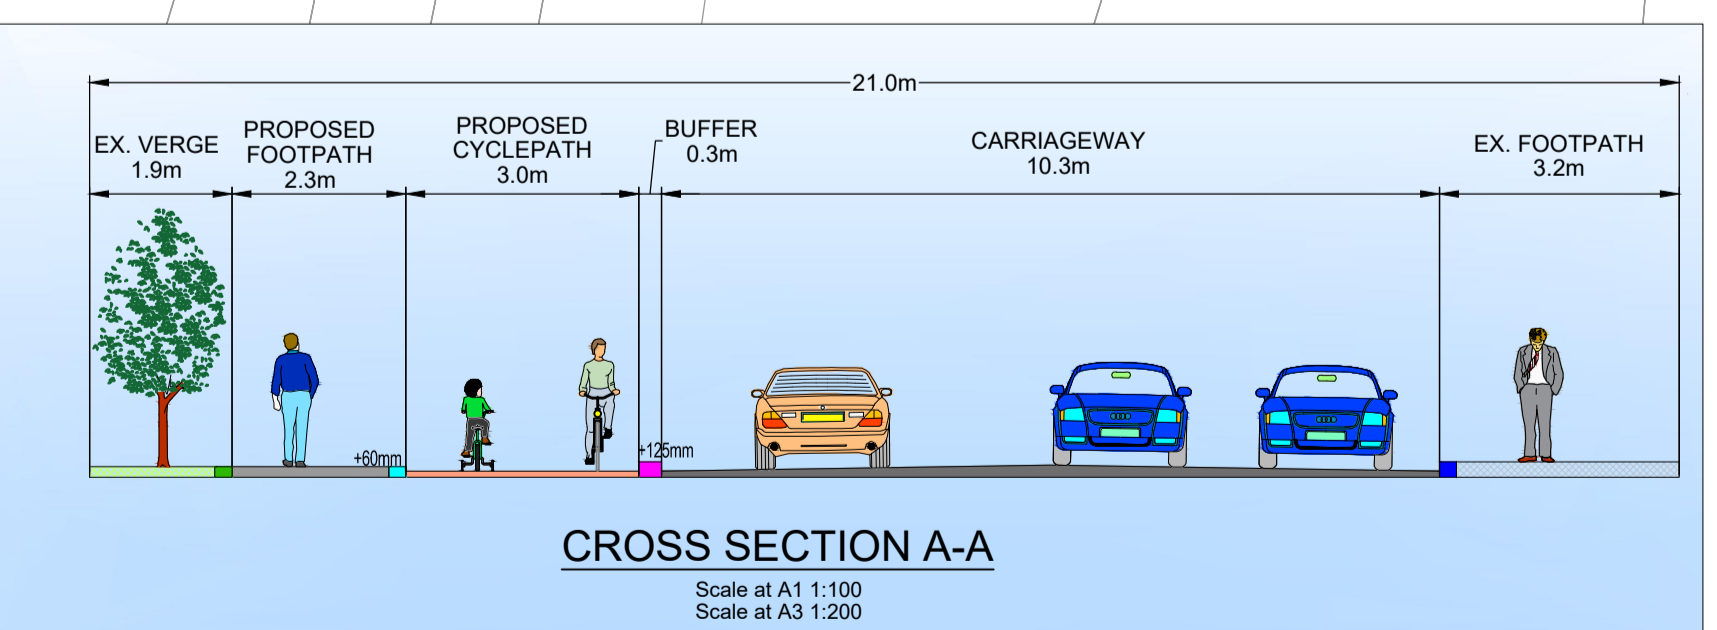 21.0m
EX. VERGE
1.9m
PROPOSED
FOOTPATH
2.3m
PROPOSED
CYCLEPATH
3.0m
BUFFER
0.3m
CARRIAGEWAY
10.3m
EX. FOOTPATH
3.2m
+60mm
+125mm
CROSS SECTION A-A
Scale at A1 1:100
Scale at A3 1:200